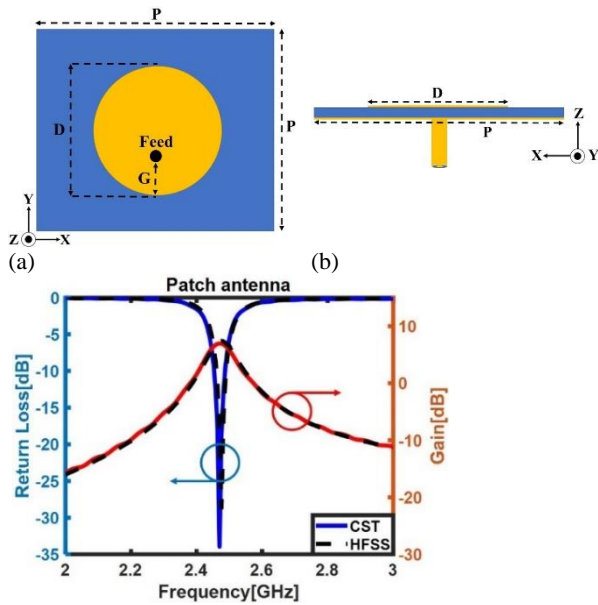 P
D
P
D
Feed
G
P
Z
Y
X
Y
Z
X
(a)
(b)
Patch antenna
0
-5
-10
-15
-20
-25
-30
-35
Return Loss[dB]
10
0
-10
-20
-30
Gain[dB]
CST
HFSS
2
2.2
2.4
2.6
2.8
3
Frequency[GHz]